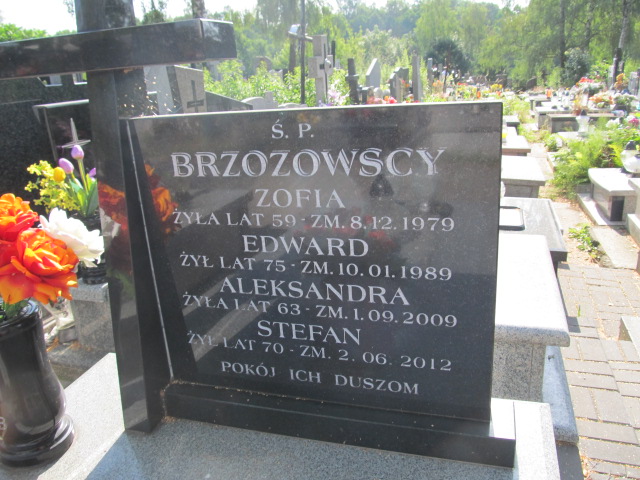 Ś. P.
BRZOZOWSCY
ZOFIA
ŻYŁA LAT 59 - ZM. 8.12.1979
EDWARD
ŻYŁ LAT 75 - ZM. 10.01.1989
ALEKSANDRA
ŻYŁA LAT 63 - ZM. 1.09.2009
STEFAN
ŻYŁ LAT 70 - ZM. 2.06.2012
POKÓJ ICH DUSZOM